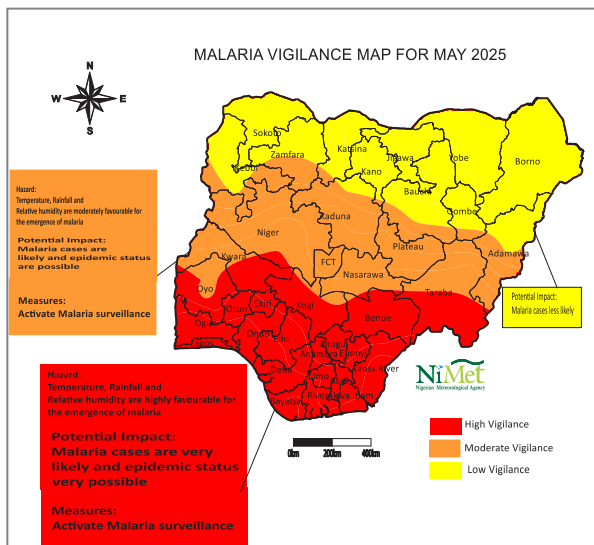 MALARIA VIGILANCE MAP FOR MAY 2025
N
W E
S
Sokoto
Zamfara
Kebbi
Katsina
Kano
Jigawa
Yobe
Borno
Bauchi
Gombe
Adamawa
Kaduna
Niger
Plateau
FCT
Nasarawa
Kwara
Taraba
Oyo
Osun
Ekiti
Kogi
Benue
Ogun
Lagos
Ondo
Edo
Enugu
Anambra
Ebonyi
Cross River
Delta
Imo
Abia
Bayelsa
Rivers
Akwa Ibom
Hazard:
Temperature, Rainfall and
Relative humidity are moderately favourable for
the emergence of malaria
Potential Impact:
Malaria cases are
likely and epidemic status
are possible
Measures:
Activate Malaria surveillance
Potential Impact:
Malaria cases less likely
Hazard:
Temperature, Rainfall and
Relative humidity are highly favourable for
the emergence of malaria
Potential Impact:
Malaria cases are very
likely and epidemic status
very possible
Measures:
Activate Malaria surveillance
NiMet
Nigerian Meteorological Agency
High Vigilance
Moderate Vigilance
Low Vigilance
0km 200km 400km